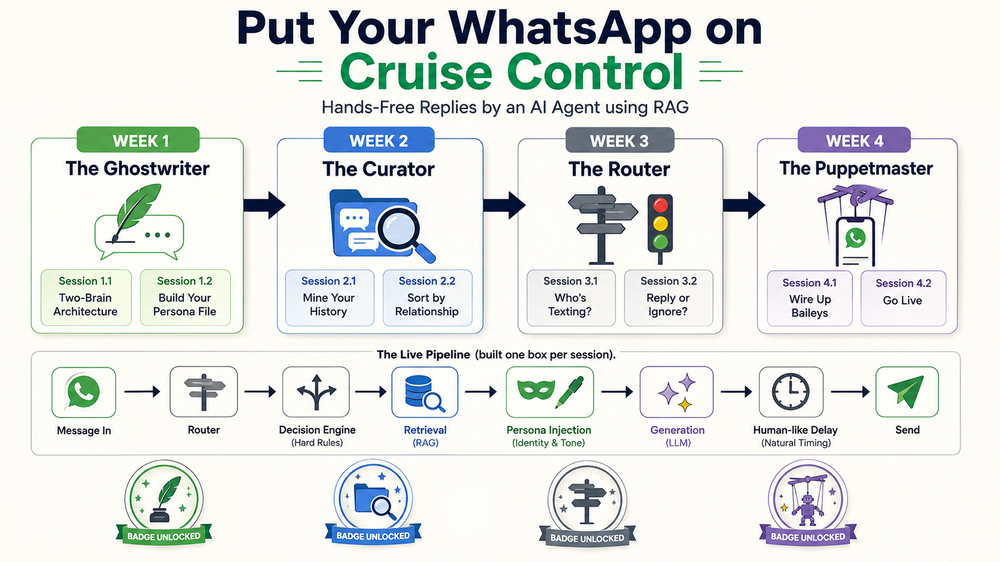 Put Your WhatsApp on
Cruise Control
Hands-Free Replies by an AI Agent using RAG
WEEK 1
The Ghostwriter
Session 1.1
Two-Brain
Architecture
Session 1.2
Build Your
Persona File
WEEK 2
The Curator
Session 2.1
Mine Your
History
Session 2.2
Sort by
Relationship
WEEK 3
The Router
Session 3.1
Who's
Texting?
Session 3.2
Reply or
Ignore?
WEEK 4
The Puppetmaster
Session 4.1
Wire Up
Baileys
Session 4.2
Go Live
The Live Pipeline (built one box per session).
Message In
Router
Decision Engine
(Hard Rules)
Retrieval
(RAG)
Persona Injection
(Identity & Tone)
Generation
(LLM)
Human-like Delay
(Natural Timing)
Send
BADGE UNLOCKED
BADGE UNLOCKED
BADGE UNLOCKED
BADGE UNLOCKED